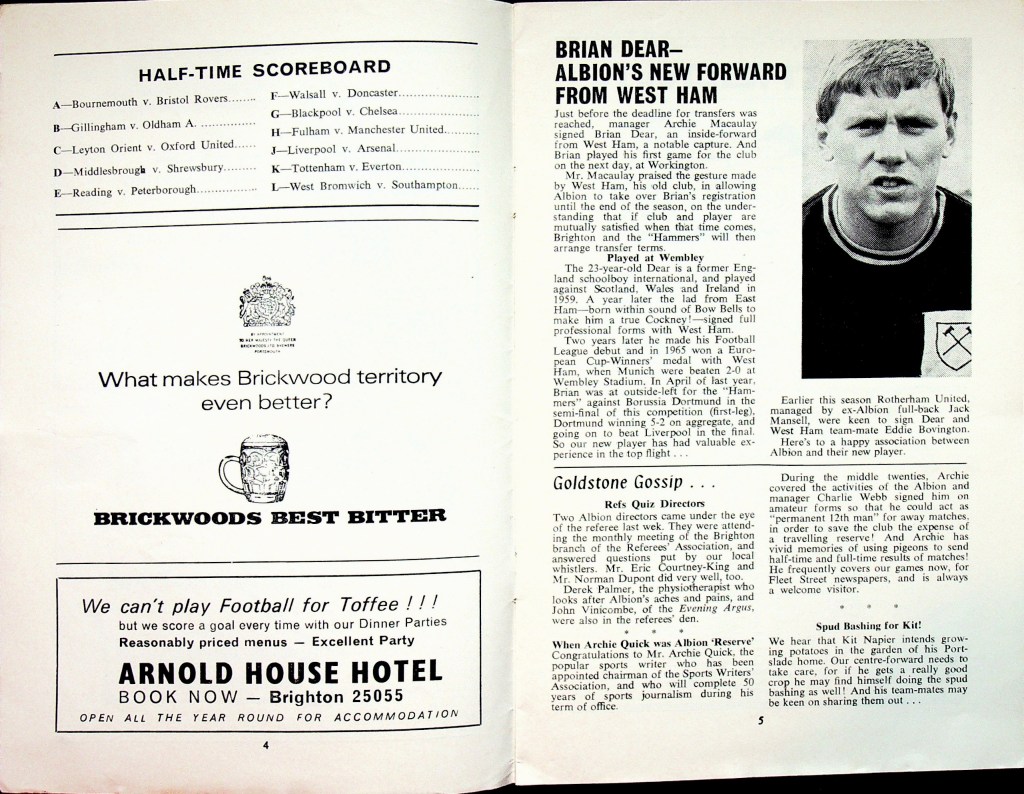 HALF-TIME SCOREBOARD
A—Bournemouth v. Bristol Rovers........
B—Gillingham v. Oldham A. ...............
C—Leyton Orient v. Oxford United......
D—Middlesbrough v. Shrewsbury.........
E—Reading v. Peterborough................
F—Walsall v. Doncaster.......................
G—Blackpool v. Chelsea.......................
H—Fulham v. Manchester United.........
J—Liverpool v. Arsenal.......................
K—Tottenham v. Everton.....................
L—West Bromwich v. Southampton......
BY APPOINTMENT
TO HER MAJESTY THE QUEEN
BRICKWOODS LTD BREWERS
PORTSMOUTH
What makes Brickwood territory
even better?
BRICKWOODS BEST BITTER
We can't play Football for Toffee ! ! !
but we score a goal every time with our Dinner Parties
Reasonably priced menus — Excellent Party
ARNOLD HOUSE HOTEL
BOOK NOW — Brighton 25055
OPEN ALL THE YEAR ROUND FOR ACCOMMODATION
4
BRIAN DEAR—
ALBION'S NEW FORWARD
FROM WEST HAM
Just before the deadline for transfers was
reached, manager Archie Macaulay
signed Brian Dear, an inside-forward
from West Ham, a notable capture. And
Brian played his first game for the club
on the next day, at Workington.
Mr. Macaulay praised the gesture made
by West Ham, his old club, in allowing
Albion to take over Brian's registration
until the end of the season, on the under-
standing that if club and player are
mutually satisfied when that time comes,
Brighton and the "Hammers" will then
arrange transfer terms.
Played at Wembley
The 23-year-old Dear is a former Eng-
land schoolboy international, and played
against Scotland, Wales and Ireland in
1959. A year later the lad from East
Ham—born within sound of Bow Bells to
make him a true Cockney!—signed full
professional forms with West Ham.
Two years later he made his Football
League debut and in 1965 won a Euro-
pean Cup-Winners' medal with West
Ham, when Munich were beaten 2-0 at
Wembley Stadium. In April of last year,
Brian was at outside-left for the "Ham-
mers" against Borussia Dortmund in the
semi-final of this competition (first-leg),
Dortmund winning 5-2 on aggregate, and
going on to beat Liverpool in the final.
So our new player has had valuable ex-
perience in the top flight . . .
Earlier this season Rotherham United,
managed by ex-Albion full-back Jack
Mansell, were keen to sign Dear and
West Ham team-mate Eddie Bovington.
Here's to a happy association between
Albion and their new player.
Goldstone Gossip . . .
Refs Quiz Directors
Two Albion directors came under the eye
of the referee last wek. They were attend-
ing the monthly meeting of the Brighton
branch of the Referees' Association, and
answered questions put by our local
whistlers. Mr. Eric Courtney-King and
Mr. Norman Dupont did very well, too.
Derek Palmer, the physiotherapist who
looks after Albion's aches and pains, and
John Vinicombe, of the Evening Argus,
were also in the referees' den.
* * *
When Archie Quick was Albion 'Reserve'
Congratulations to Mr. Archie Quick, the
popular sports writer who has been
appointed chairman of the Sports Writers'
Association, and who will complete 50
years of sports journalism during his
term of office.
During the middle twenties, Archie
covered the activities of the Albion and
manager Charlie Webb signed him on
amateur forms so that he could act as
"permanent 12th man" for away matches,
in order to save the club the expense of
a travelling reserve! And Archie has
vivid memories of using pigeons to send
half-time and full-time results of matches!
He frequently covers our games now, for
Fleet Street newspapers, and is always
a welcome visitor.
* * *
Spud Bashing for Kit!
We hear that Kit Napier intends grow-
ing potatoes in the garden of his Port-
slade home. Our centre-forward needs to
take care, for if he gets a really good
crop he may find himself doing the spud
bashing as well! And his team-mates may
be keen on sharing them out . . .
5